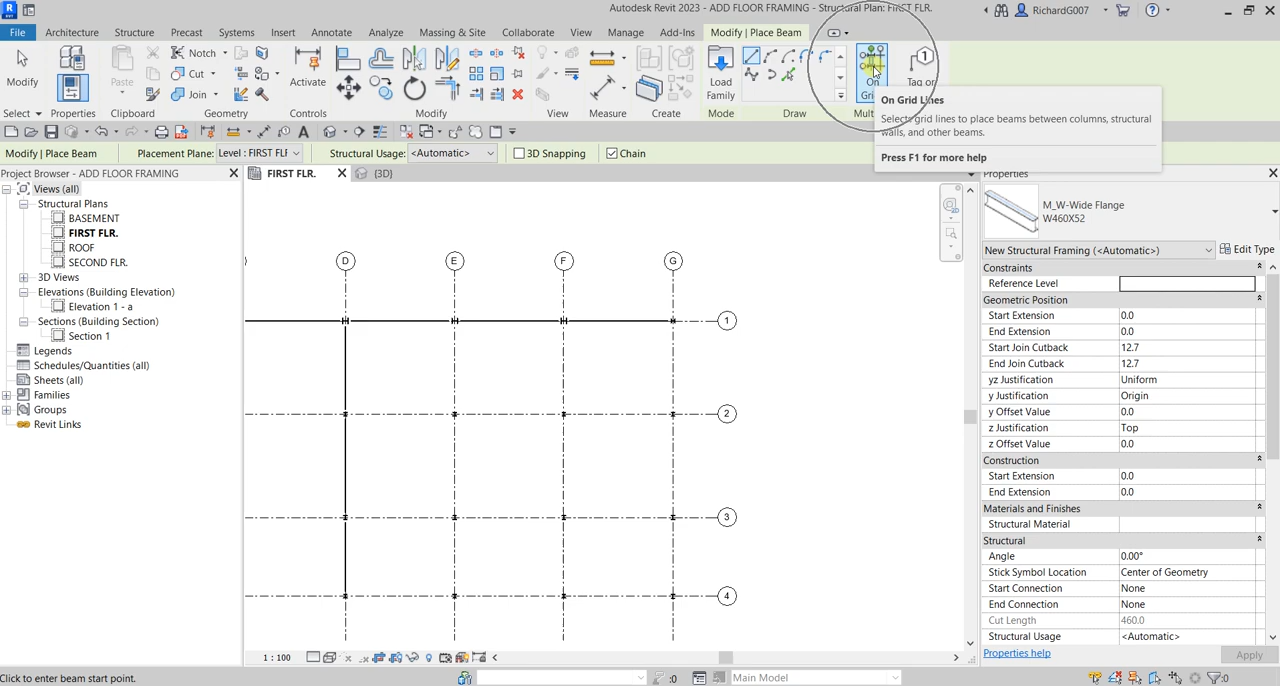 Autodesk Revit 2023 - ADD FLOOR FRAMING - Structural Plan: FIRST FLR.
RichardG007
File Architecture Structure Precast Systems Insert Annotate Analyze Massing & Site Collaborate View Manage Add-Ins Modify | Place Beam
Modify Paste Notch Cut Join Activate Load Family On Grid Tag on
Select Properties Clipboard Geometry Controls Modify View Measure Create Mode Draw Mult
On Grid Lines
Selects grid lines to place beams between columns, structural
walls, and other beams.
Press F1 for more help
Modify | Place Beam Placement Plane: Level : FIRST FLF Structural Usage: <Automatic> 3D Snapping Chain
Project Browser - ADD FLOOR FRAMING
Views (all)
Structural Plans
BASEMENT
FIRST FLR.
ROOF
SECOND FLR.
3D Views
Elevations (Building Elevation)
Elevation 1 - a
Sections (Building Section)
Section 1
Legends
Schedules/Quantities (all)
Sheets (all)
Families
Groups
Revit Links
FIRST FLR. {3D}
D E F G
1
2
3
4
1 : 100
Properties
M_W-Wide Flange
W460X52
New Structural Framing (<Automatic>) Edit Type
Constraints
Reference Level
Geometric Position
Start Extension 0.0
End Extension 0.0
Start Join Cutback 12.7
End Join Cutback 12.7
yz Justification Uniform
y Justification Origin
y Offset Value 0.0
z Justification Top
z Offset Value 0.0
Construction
Start Extension 0.0
End Extension 0.0
Materials and Finishes
Structural Material
Structural
Angle 0.00°
Stick Symbol Location Center of Geometry
Start Connection None
End Connection None
Cut Length 460.0
Structural Usage <Automatic>
Properties help Apply
Click to enter beam start point. :0 Main Model :0